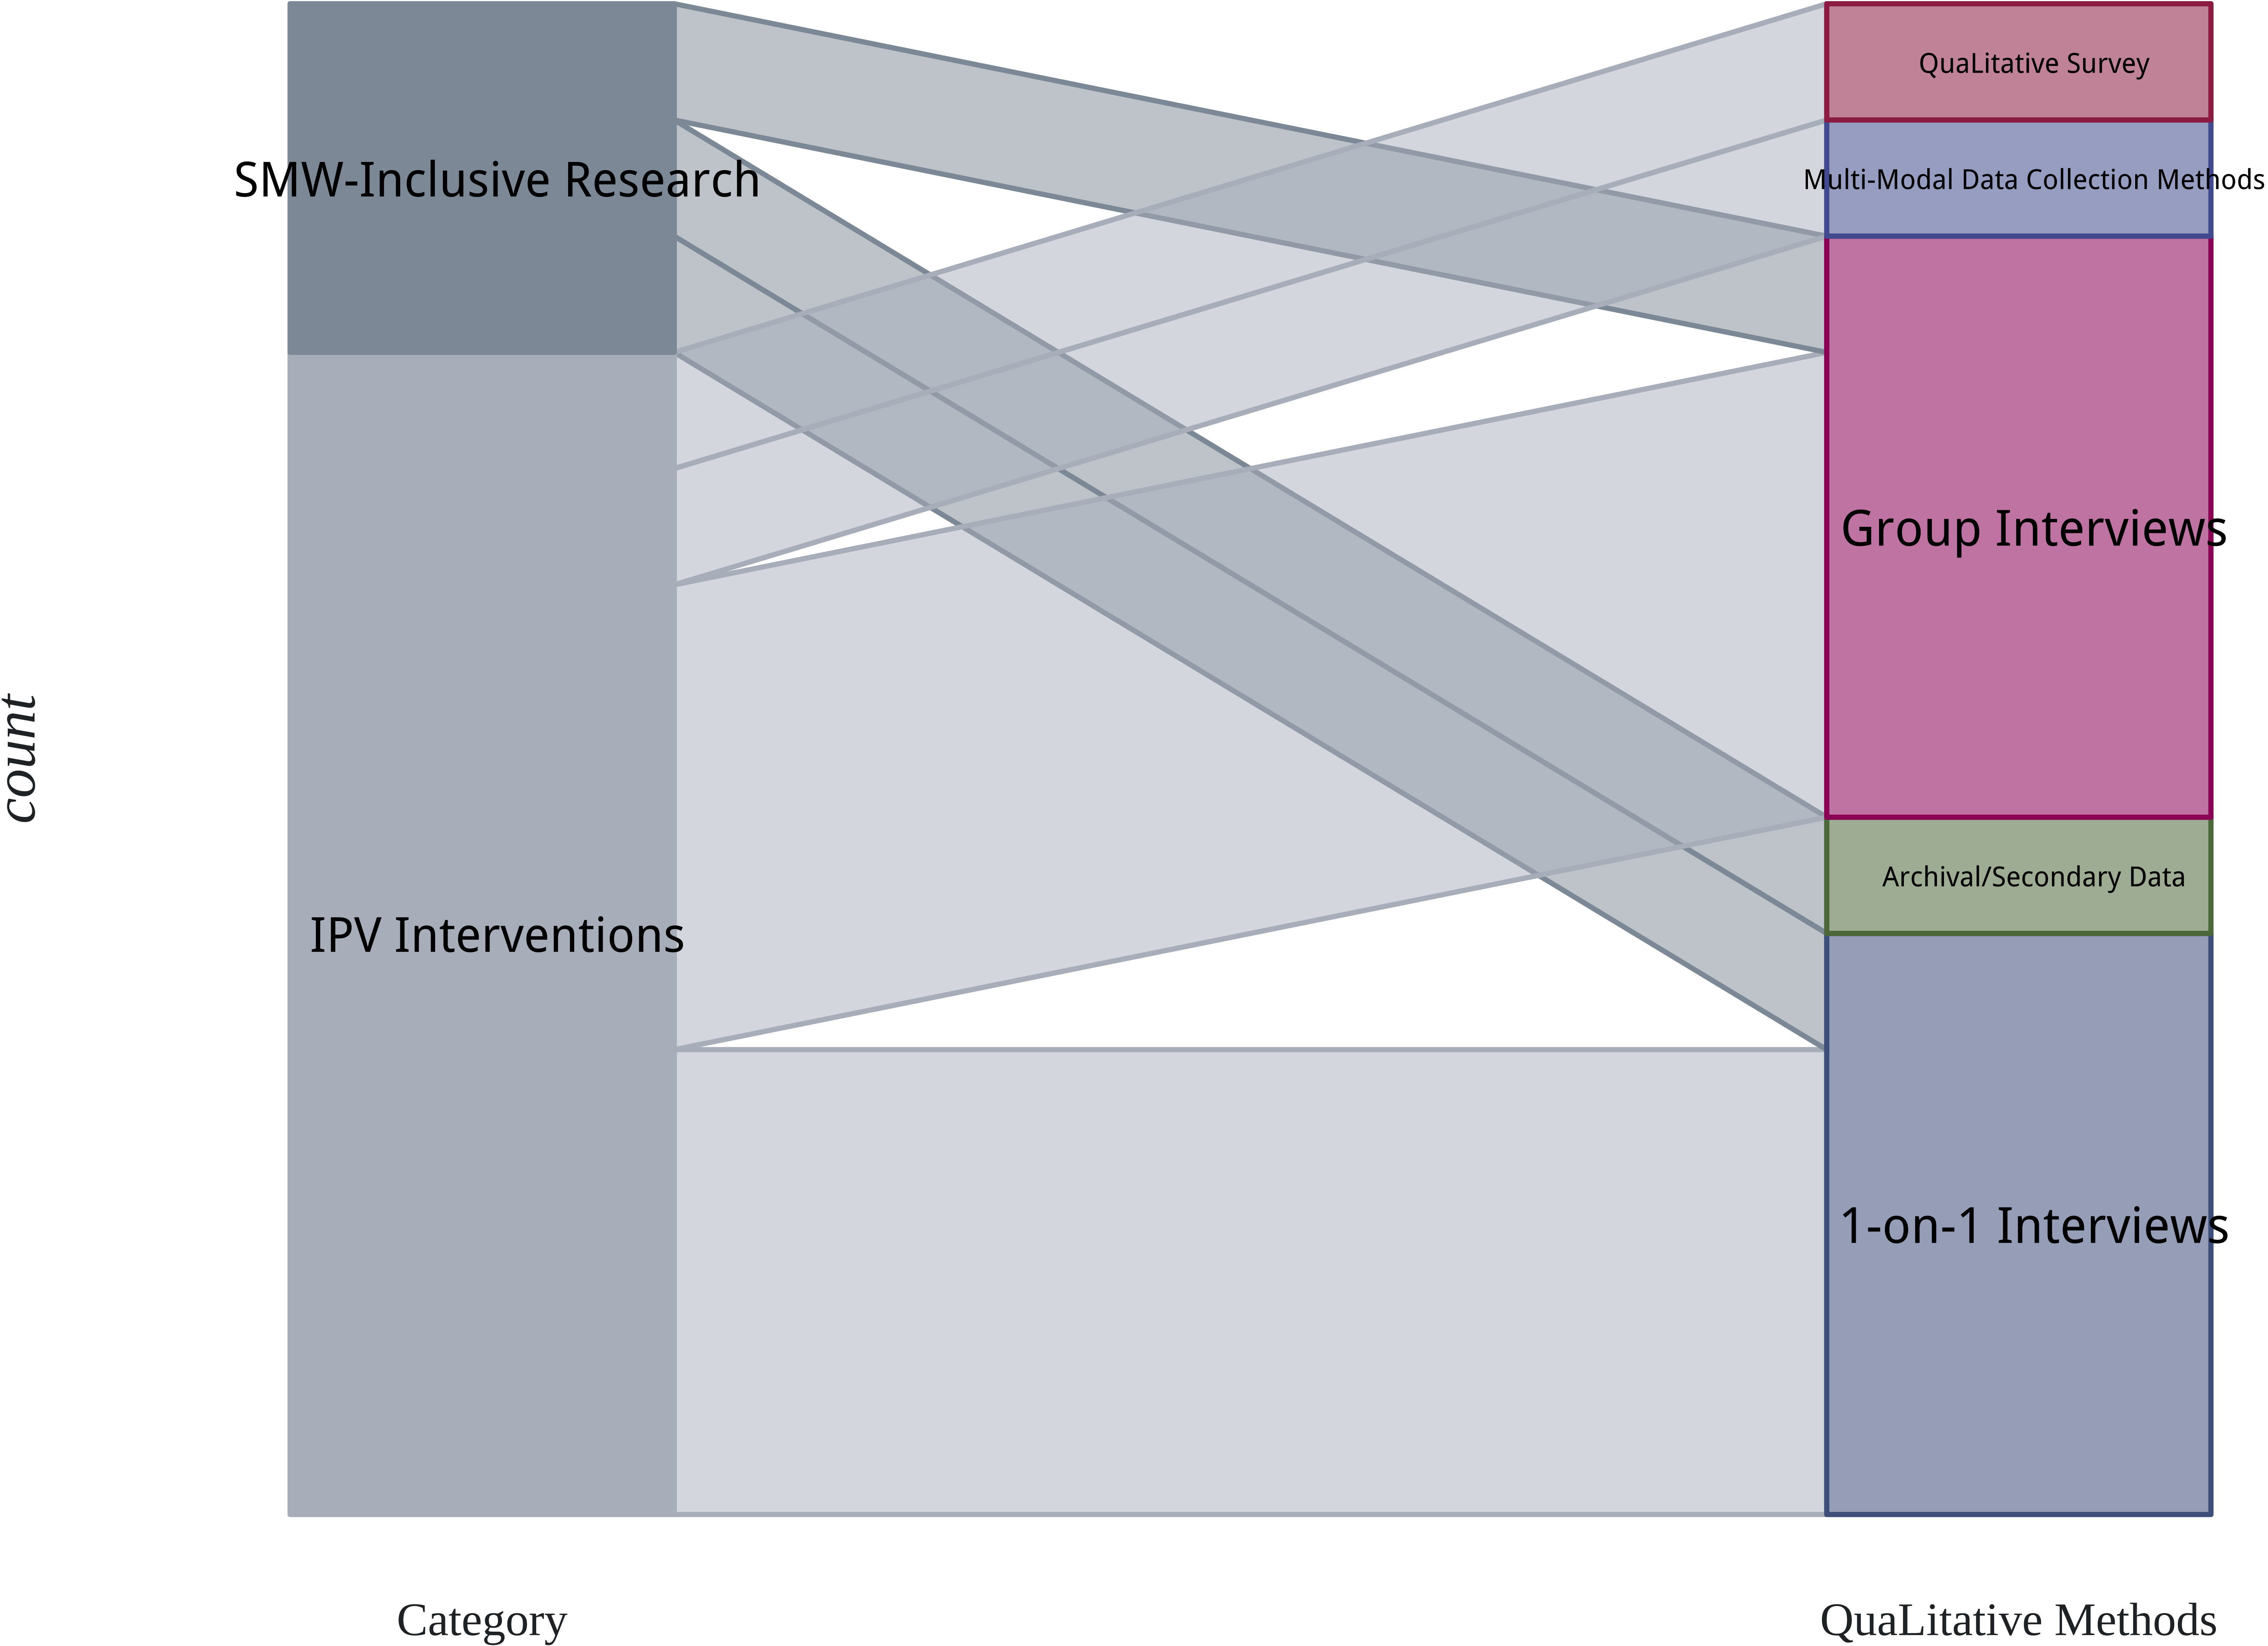 QuaLitative Survey
SMW-Inclusive Research
Multi-Modal Data Collection Methods
Group Interviews
count
Archival/Secondary Data
IPV Interventions
1-on-1 Interviews
Category
QuaLitative Methods